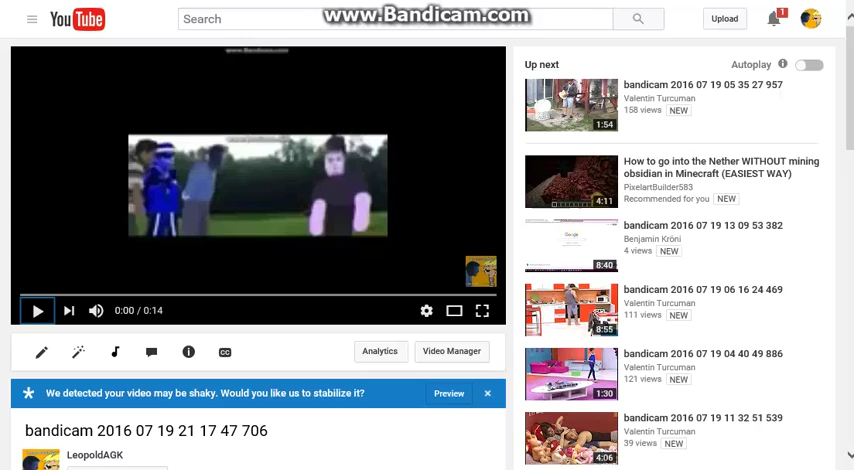 www.Bandicam.com
YouTube
Search
Upload
1
Up next
Autoplay
bandicam 2016 07 19 05 35 27 957
Valentin Turcuman
158 views NEW
1:54
How to go into the Nether WITHOUT mining
obsidian in Minecraft (EASIEST WAY)
PixelartBuilder583
Recommended for you NEW
4:11
bandicam 2016 07 19 13 09 53 382
Benjamin Kröni
4 views NEW
8:40
bandicam 2016 07 19 06 16 24 469
Valentin Turcuman
111 views NEW
8:55
bandicam 2016 07 19 04 40 49 886
Valentin Turcuman
121 views NEW
1:30
bandicam 2016 07 19 11 32 51 539
Valentin Turcuman
39 views NEW
4:06
0:00 / 0:14
CC
Analytics
Video Manager
We detected your video may be shaky. Would you like us to stabilize it?
Preview
bandicam 2016 07 19 21 17 47 706
LeopoldAGK